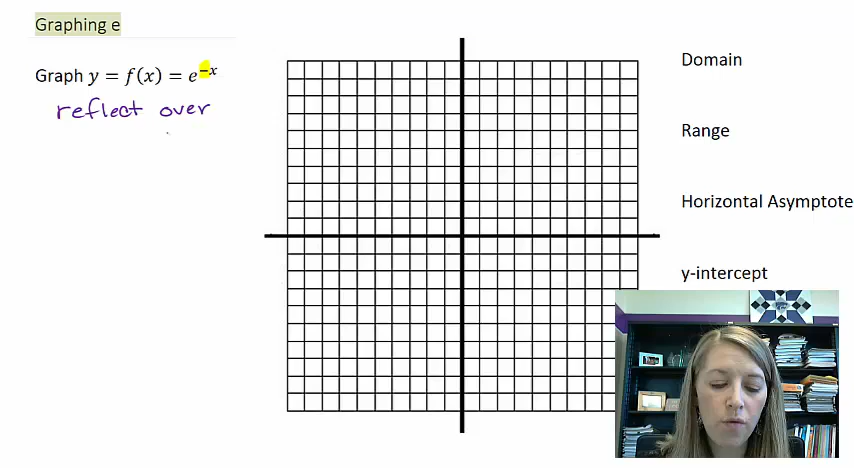 Graphing e
Graph y = f(x) = e^{-x}
reflect over
Domain
Range
Horizontal Asymptote
y-intercept